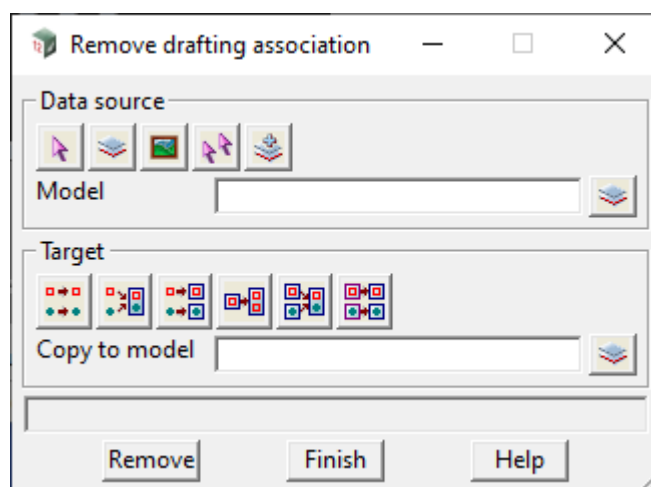 Remove drafting association
Data source
Model
Target
Copy to model
Remove
Finish
Help